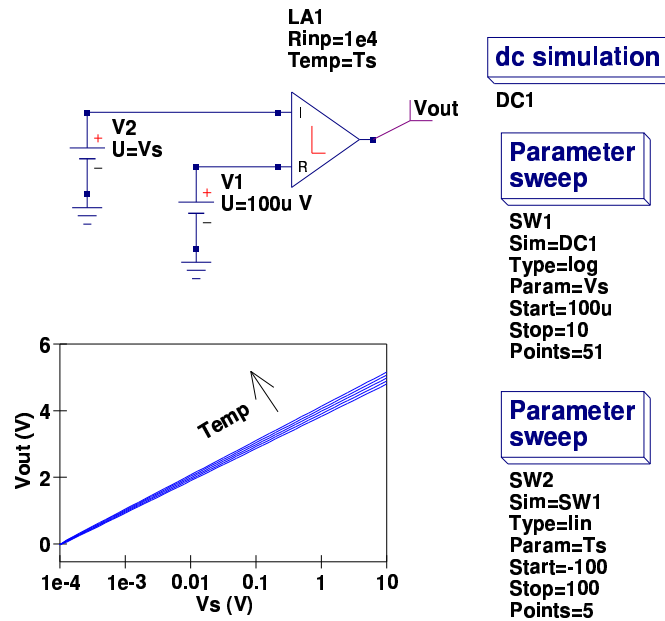 LA1
Rinp=1e4
Temp=Ts
I
R
L
Vout
V2
U=Vs
+
−
V1
U=100u V
+
−
dc simulation
DC1
Parameter
sweep
SW1
Sim=DC1
Type=log
Param=Vs
Start=100u
Stop=10
Points=51
Parameter
sweep
SW2
Sim=SW1
Type=lin
Param=Ts
Start=-100
Stop=100
Points=5
Vout (V)
6
4
2
0
Temp
1e-4
1e-3
0.01
0.1
1
10
Vs (V)